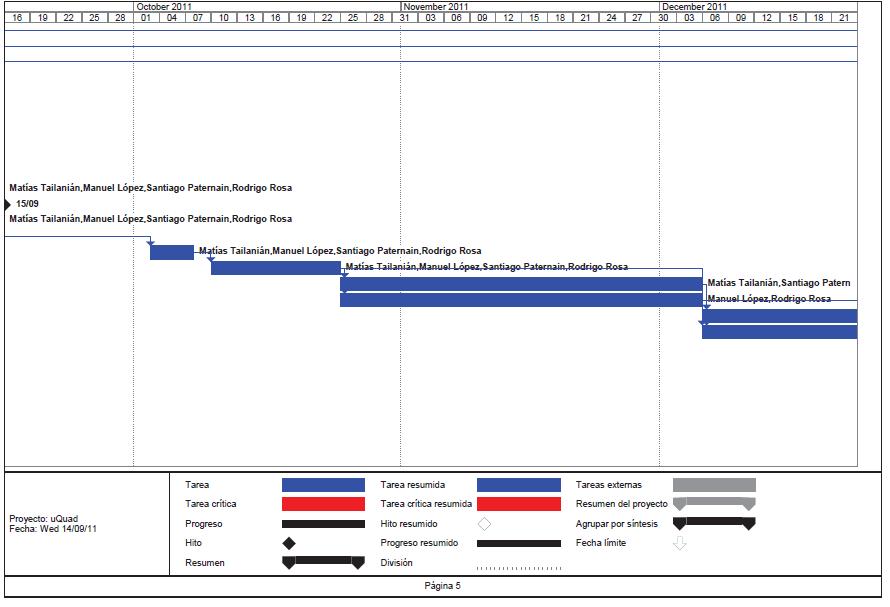 October 2011 November 2011 December 2011
16 19 22 25 28 01 04 07 10 13 16 19 22 25 28 31 03 06 09 12 15 18 21 24 27 30 03 06 09 12 15 18 21
Matías Tailanián,Manuel López,Santiago Paternain,Rodrigo Rosa
15/09
Matías Tailanián,Manuel López,Santiago Paternain,Rodrigo Rosa
Matías Tailanián,Manuel López,Santiago Paternain,Rodrigo Rosa
Matías Tailanián,Manuel López,Santiago Paternain,Rodrigo Rosa
Matías Tailanián,Santiago Patern
Manuel López,Rodrigo Rosa
Proyecto: uQuad
Fecha: Wed 14/09/11
Tarea Tarea resumida Tareas externas
Tarea crítica Tarea crítica resumida Resumen del proyecto
Progreso Hito resumido Agrupar por síntesis
Hito Progreso resumido Fecha límite
Resumen División
Página 5